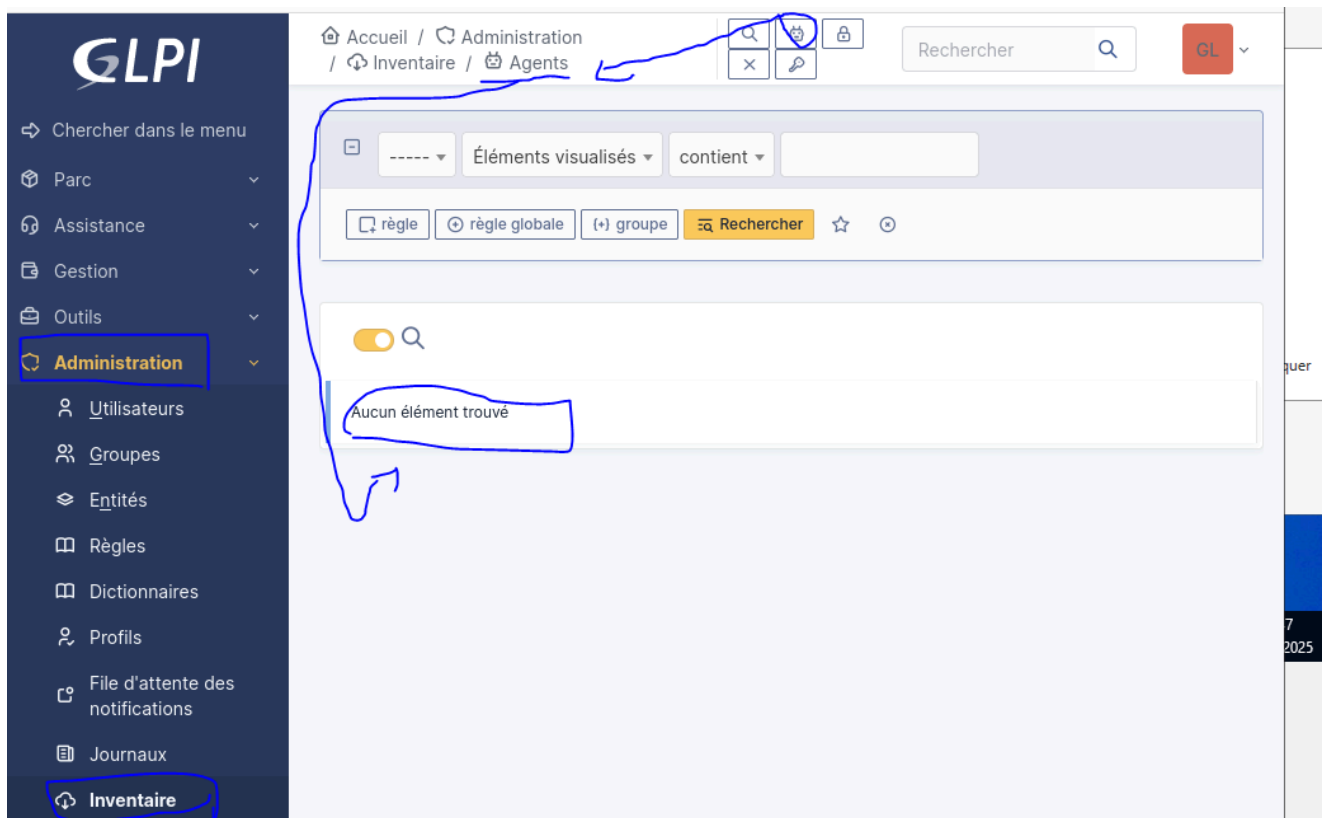 GLPI
Chercher dans le menu
Parc
Assistance
Gestion
Outils
Administration
Utilisateurs
Groupes
Entités
Règles
Dictionnaires
Profils
File d'attente des
notifications
Journaux
Inventaire
Accueil / Administration
/ Inventaire / Agents
Rechercher
GL
----- Éléments visualisés contient
règle règle globale {+} groupe Rechercher
Aucun élément trouvé
quer
7
2025